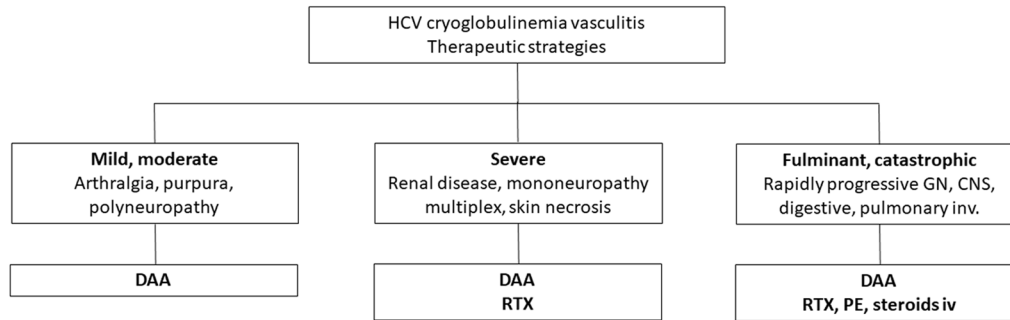 HCV cryoglobulinemia vasculitis
Therapeutic strategies
Mild, moderate
Arthralgia, purpura,
polyneuropathy
Severe
Renal disease, mononeuropathy
multiplex, skin necrosis
Fulminant, catastrophic
Rapidly progressive GN, CNS,
digestive, pulmonary inv.
DAA
DAA
RTX
DAA
RTX, PE, steroids iv